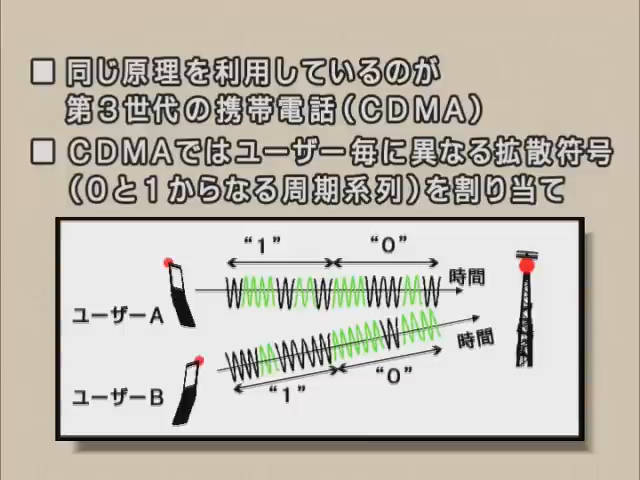 □ 同じ原理を利用しているのが
第3世代の携帯電話(CDMA)
□ CDMAではユーザー毎に異なる拡散符号
(0と1からなる周期系列)を割り当て
“1” “0”
時間
ユーザーA
時間
“1” “0”
ユーザーB